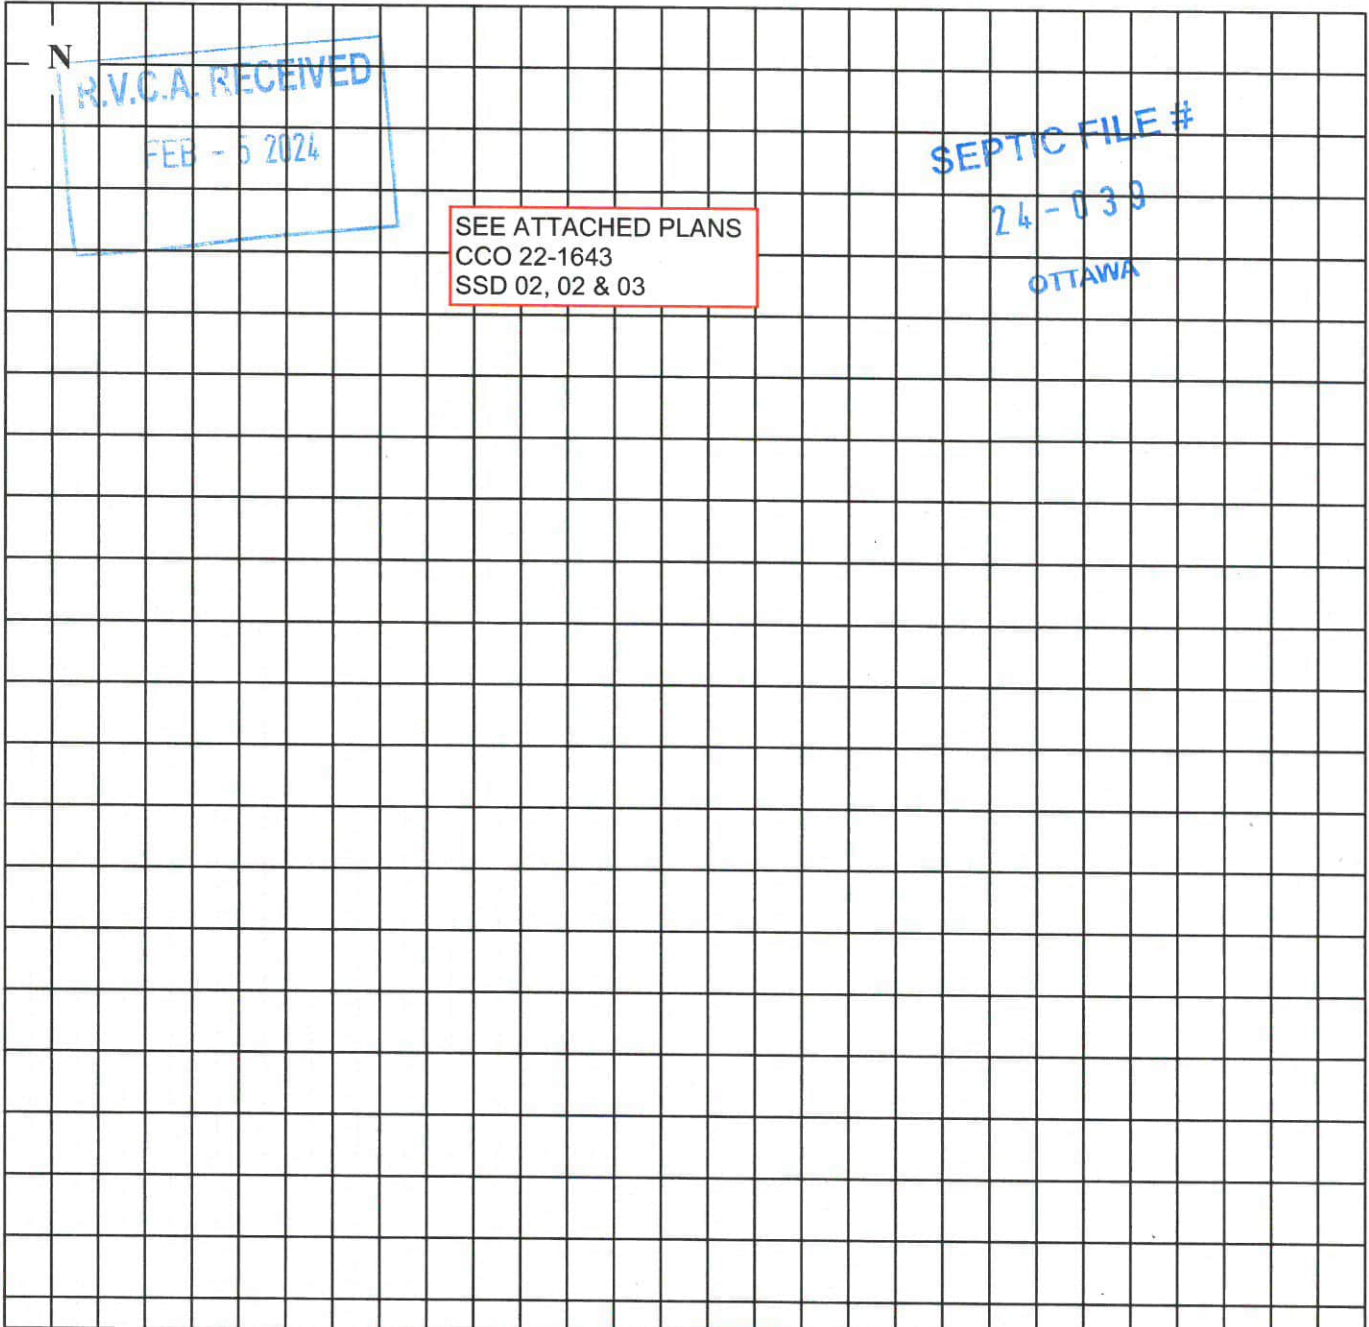 N
R.V.C.A. RECEIVED
FEB - 5 2024
SEPTIC FILE #
24-039
OTTAWA
SEE ATTACHED PLANS
CCO 22-1643
SSD 02, 02 & 03